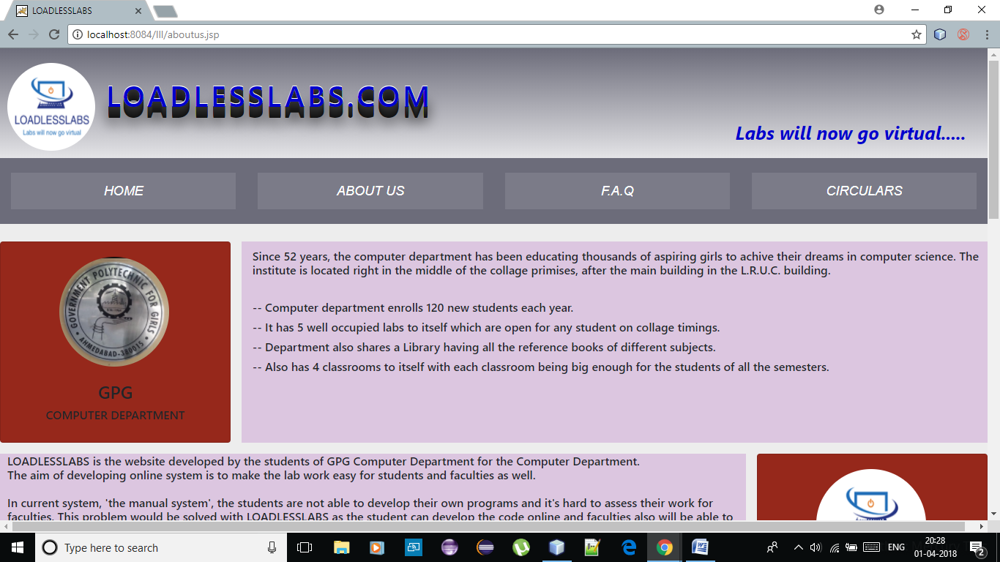 LOADLESSLABS
localhost:8084/lll/aboutus.jsp
LOADLESSLABS
Labs will now go virtual
LOADLESSLABS.COM
Labs will now go virtual.....
HOME
ABOUT US
F.A.Q
CIRCULARS
GOVERNMENT POLYTECHNIC FOR GIRLS
AHMEDABAD-380015
GPG
COMPUTER DEPARTMENT
Since 52 years, the computer department has been educating thousands of aspiring girls to achive their dreams in computer science. The
institute is located right in the middle of the collage primises, after the main building in the L.R.U.C. building.
-- Computer department enrolls 120 new students each year.
-- It has 5 well occupied labs to itself which are open for any student on collage timings.
-- Department also shares a Library having all the reference books of different subjects.
-- Also has 4 classrooms to itself with each classroom being big enough for the students of all the semesters.
LOADLESSLABS is the website developed by the students of GPG Computer Department for the Computer Department.
The aim of developing online system is to make the lab work easy for students and faculties as well.
In current system, 'the manual system', the students are not able to develop their own programs and it's hard to assess their work for
faculties. This problem would be solved with LOADLESSLABS as the student can develop the code online and faculties also will be able to
Type here to search
ENG
20:28
01-04-2018
2